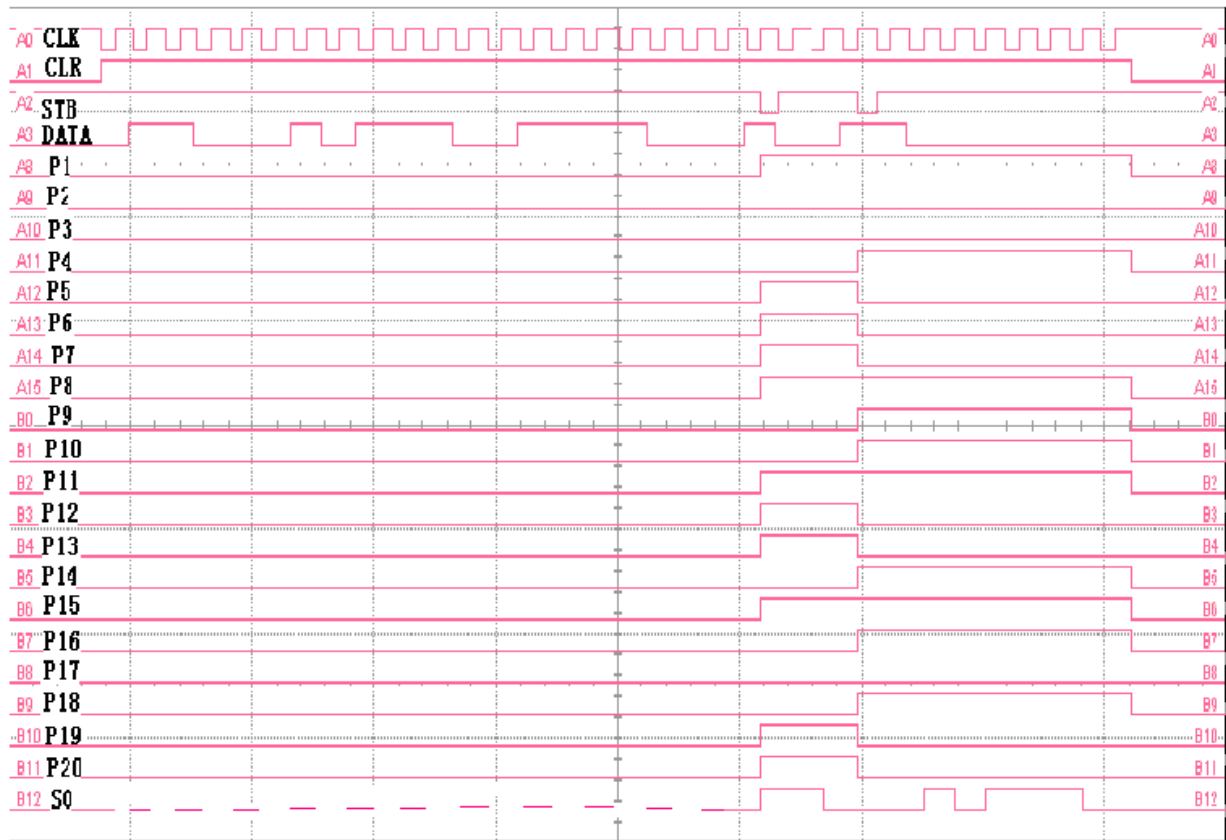 A0 CLK A0
A1 CLR A1
A2 STB A2
A3 DATA A3
A8 P1 A8
A9 P2 A9
A10 P3 A10
A11 P4 A11
A12 P5 A12
A13 P6 A13
A14 P7 A14
A15 P8 A15
B0 P9 B0
B1 P10 B1
B2 P11 B2
B3 P12 B3
B4 P13 B4
B5 P14 B5
B6 P15 B6
B7 P16 B7
B8 P17 B8
B9 P18 B9
B10 P19 B10
B11 P20 B11
B12 SO B12